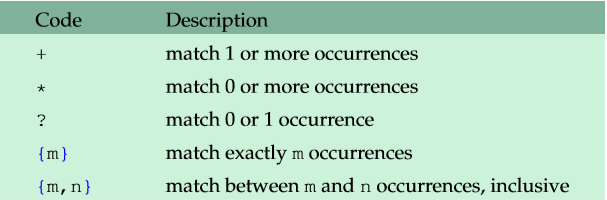 Code Description
+ match 1 or more occurrences
* match 0 or more occurrences
? match 0 or 1 occurrence
{m} match exactly m occurrences
{m,n} match between m and n occurrences, inclusive